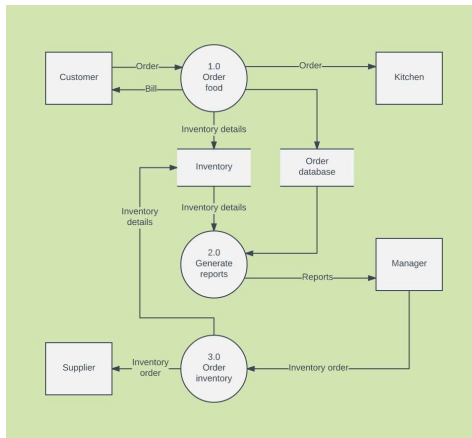 Customer
Order
Bill
1.0
Order
food
Order
Kitchen
Inventory details
Inventory
Order
database
Inventory
details
Inventory details
2.0
Generate
reports
Reports
Manager
Supplier
Inventory
order
3.0
Order
inventory
Inventory order